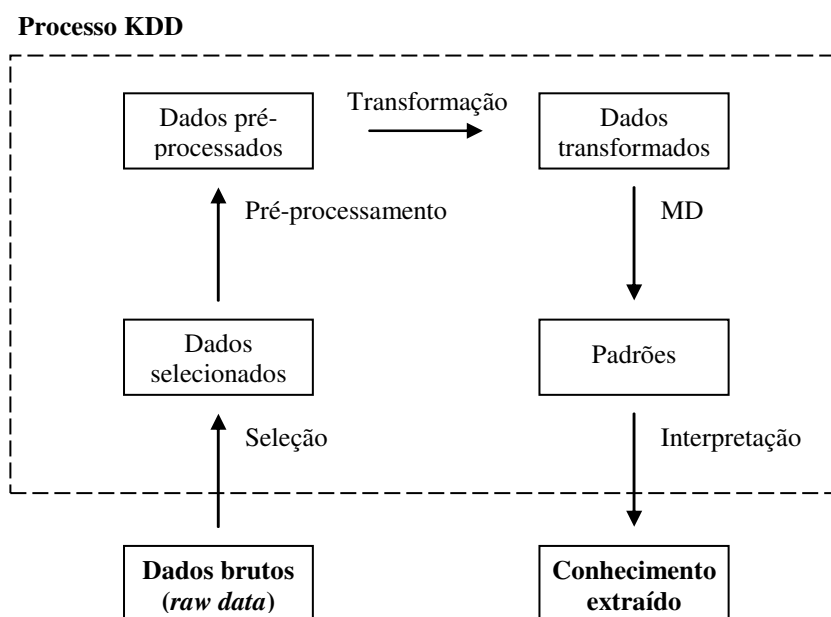 Processo KDD
Dados pré-
processados
Transformação
Dados
transformados
Pré-processamento
MD
Dados
selecionados
Padrões
Seleção
Interpretação
Dados brutos
(raw data)
Conhecimento
extraído